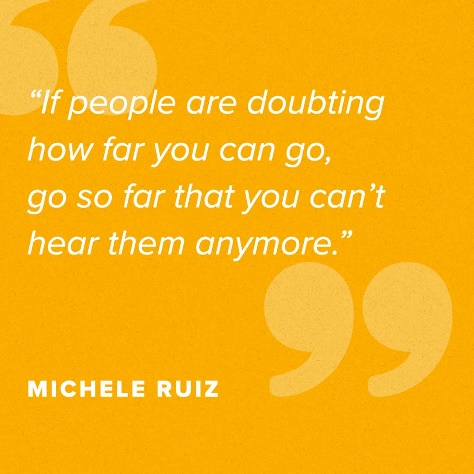 “If people are doubting
how far you can go,
go so far that you can’t
hear them anymore.”
MICHELE RUIZ